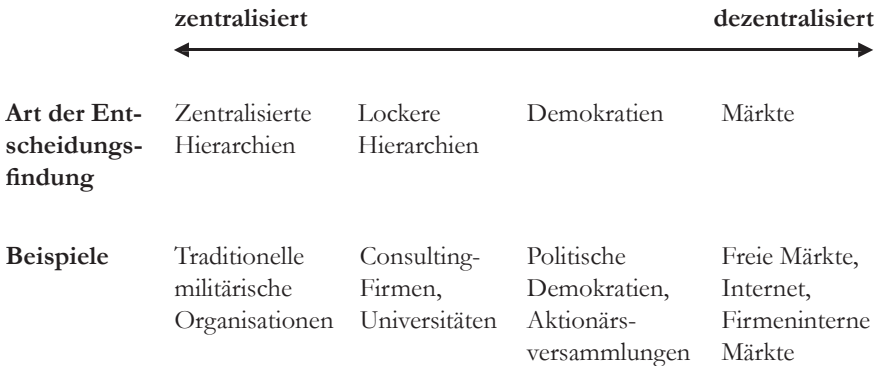 zentralisiert dezentralisiert
Art der Ent- Zentralisierte Lockere Demokratien Märkte
scheidungs- Hierarchien Hierarchien
findung
Beispiele Traditionelle Consulting- Politische Freie Märkte,
militärische Firmen, Demokratien, Internet,
Organisationen Universitäten Aktionärs- Firmeninterne
versammlungen Märkte